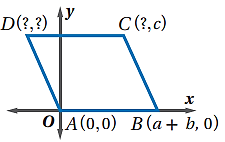 y
D(?,?) C(?,c)
x
O A(0,0) B(a + b, 0)